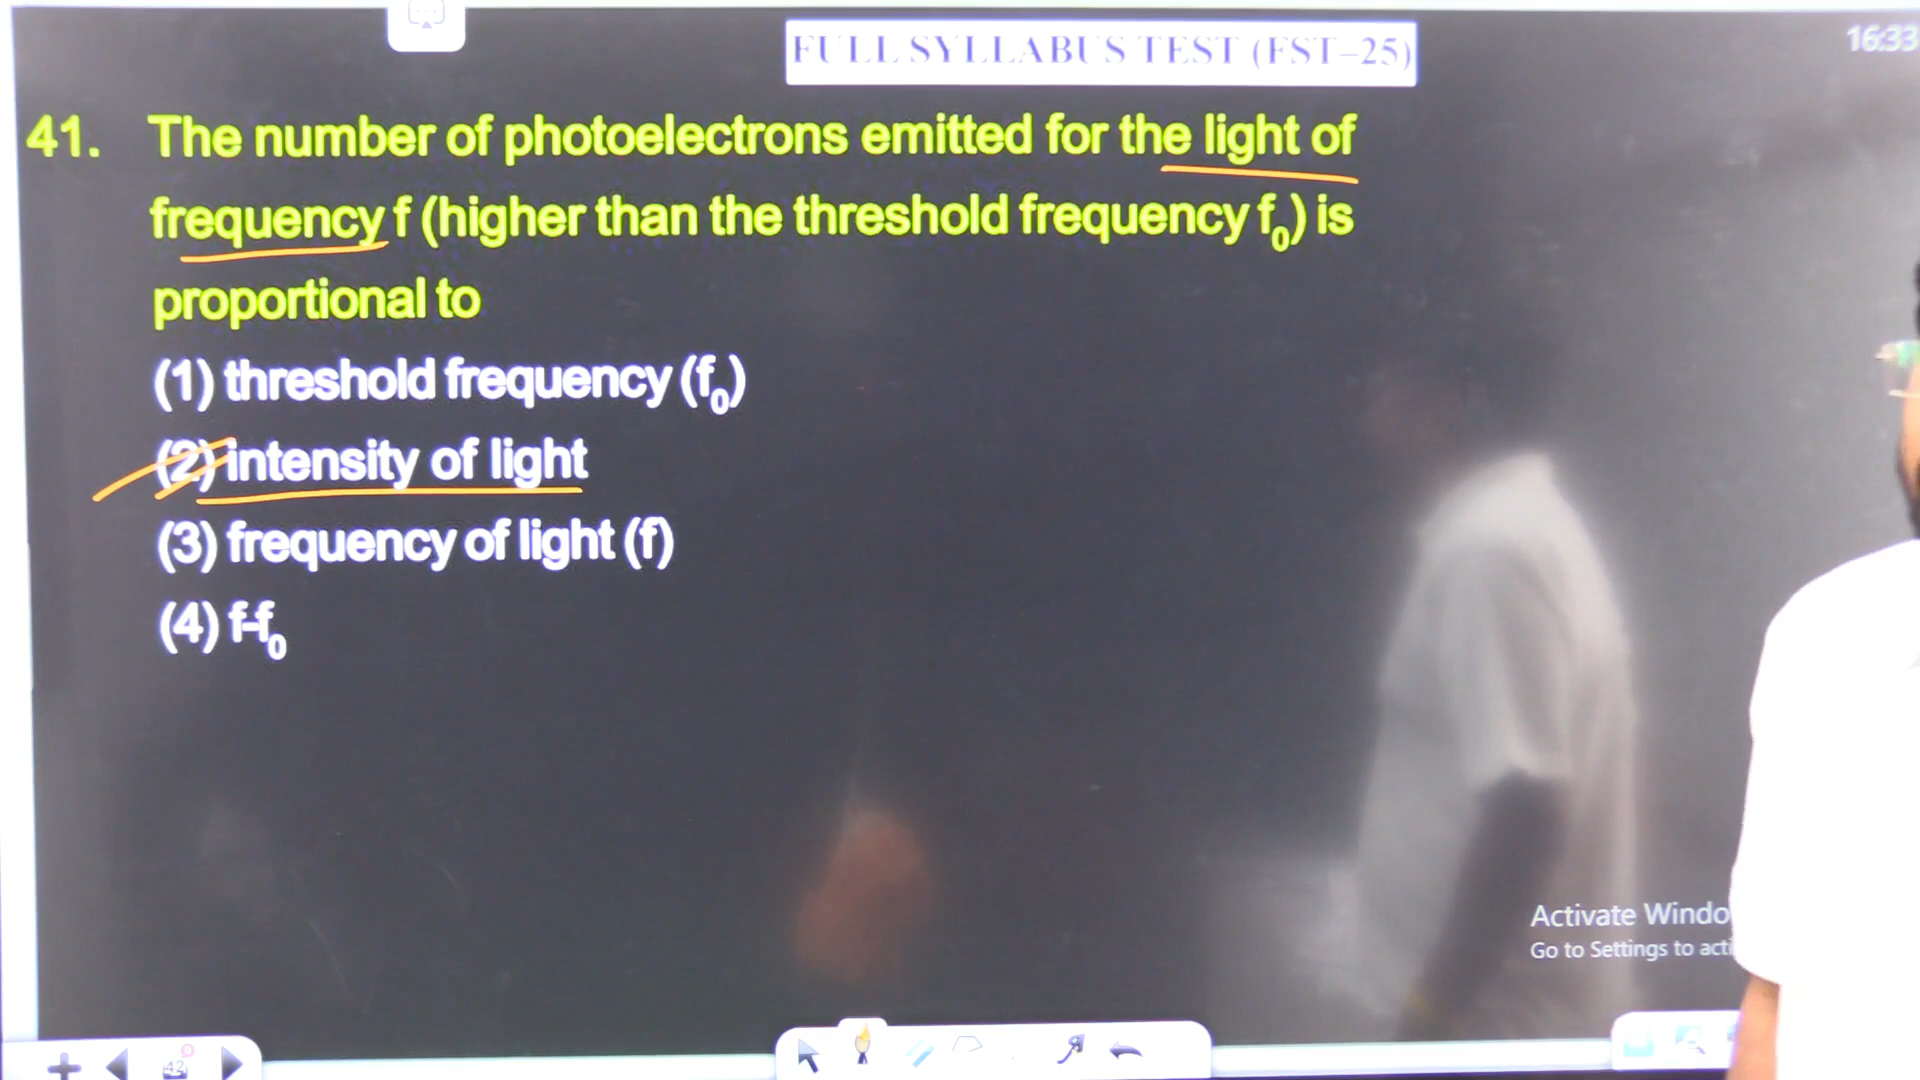 FULL SYLLABUS TEST (FST–25)
16:33
41. The number of photoelectrons emitted for the light of
frequency f (higher than the threshold frequency f₀) is
proportional to
(1) threshold frequency (f₀)
(2) intensity of light
(3) frequency of light (f)
(4) f-f₀
Activate Windo
Go to Settings to acti
42